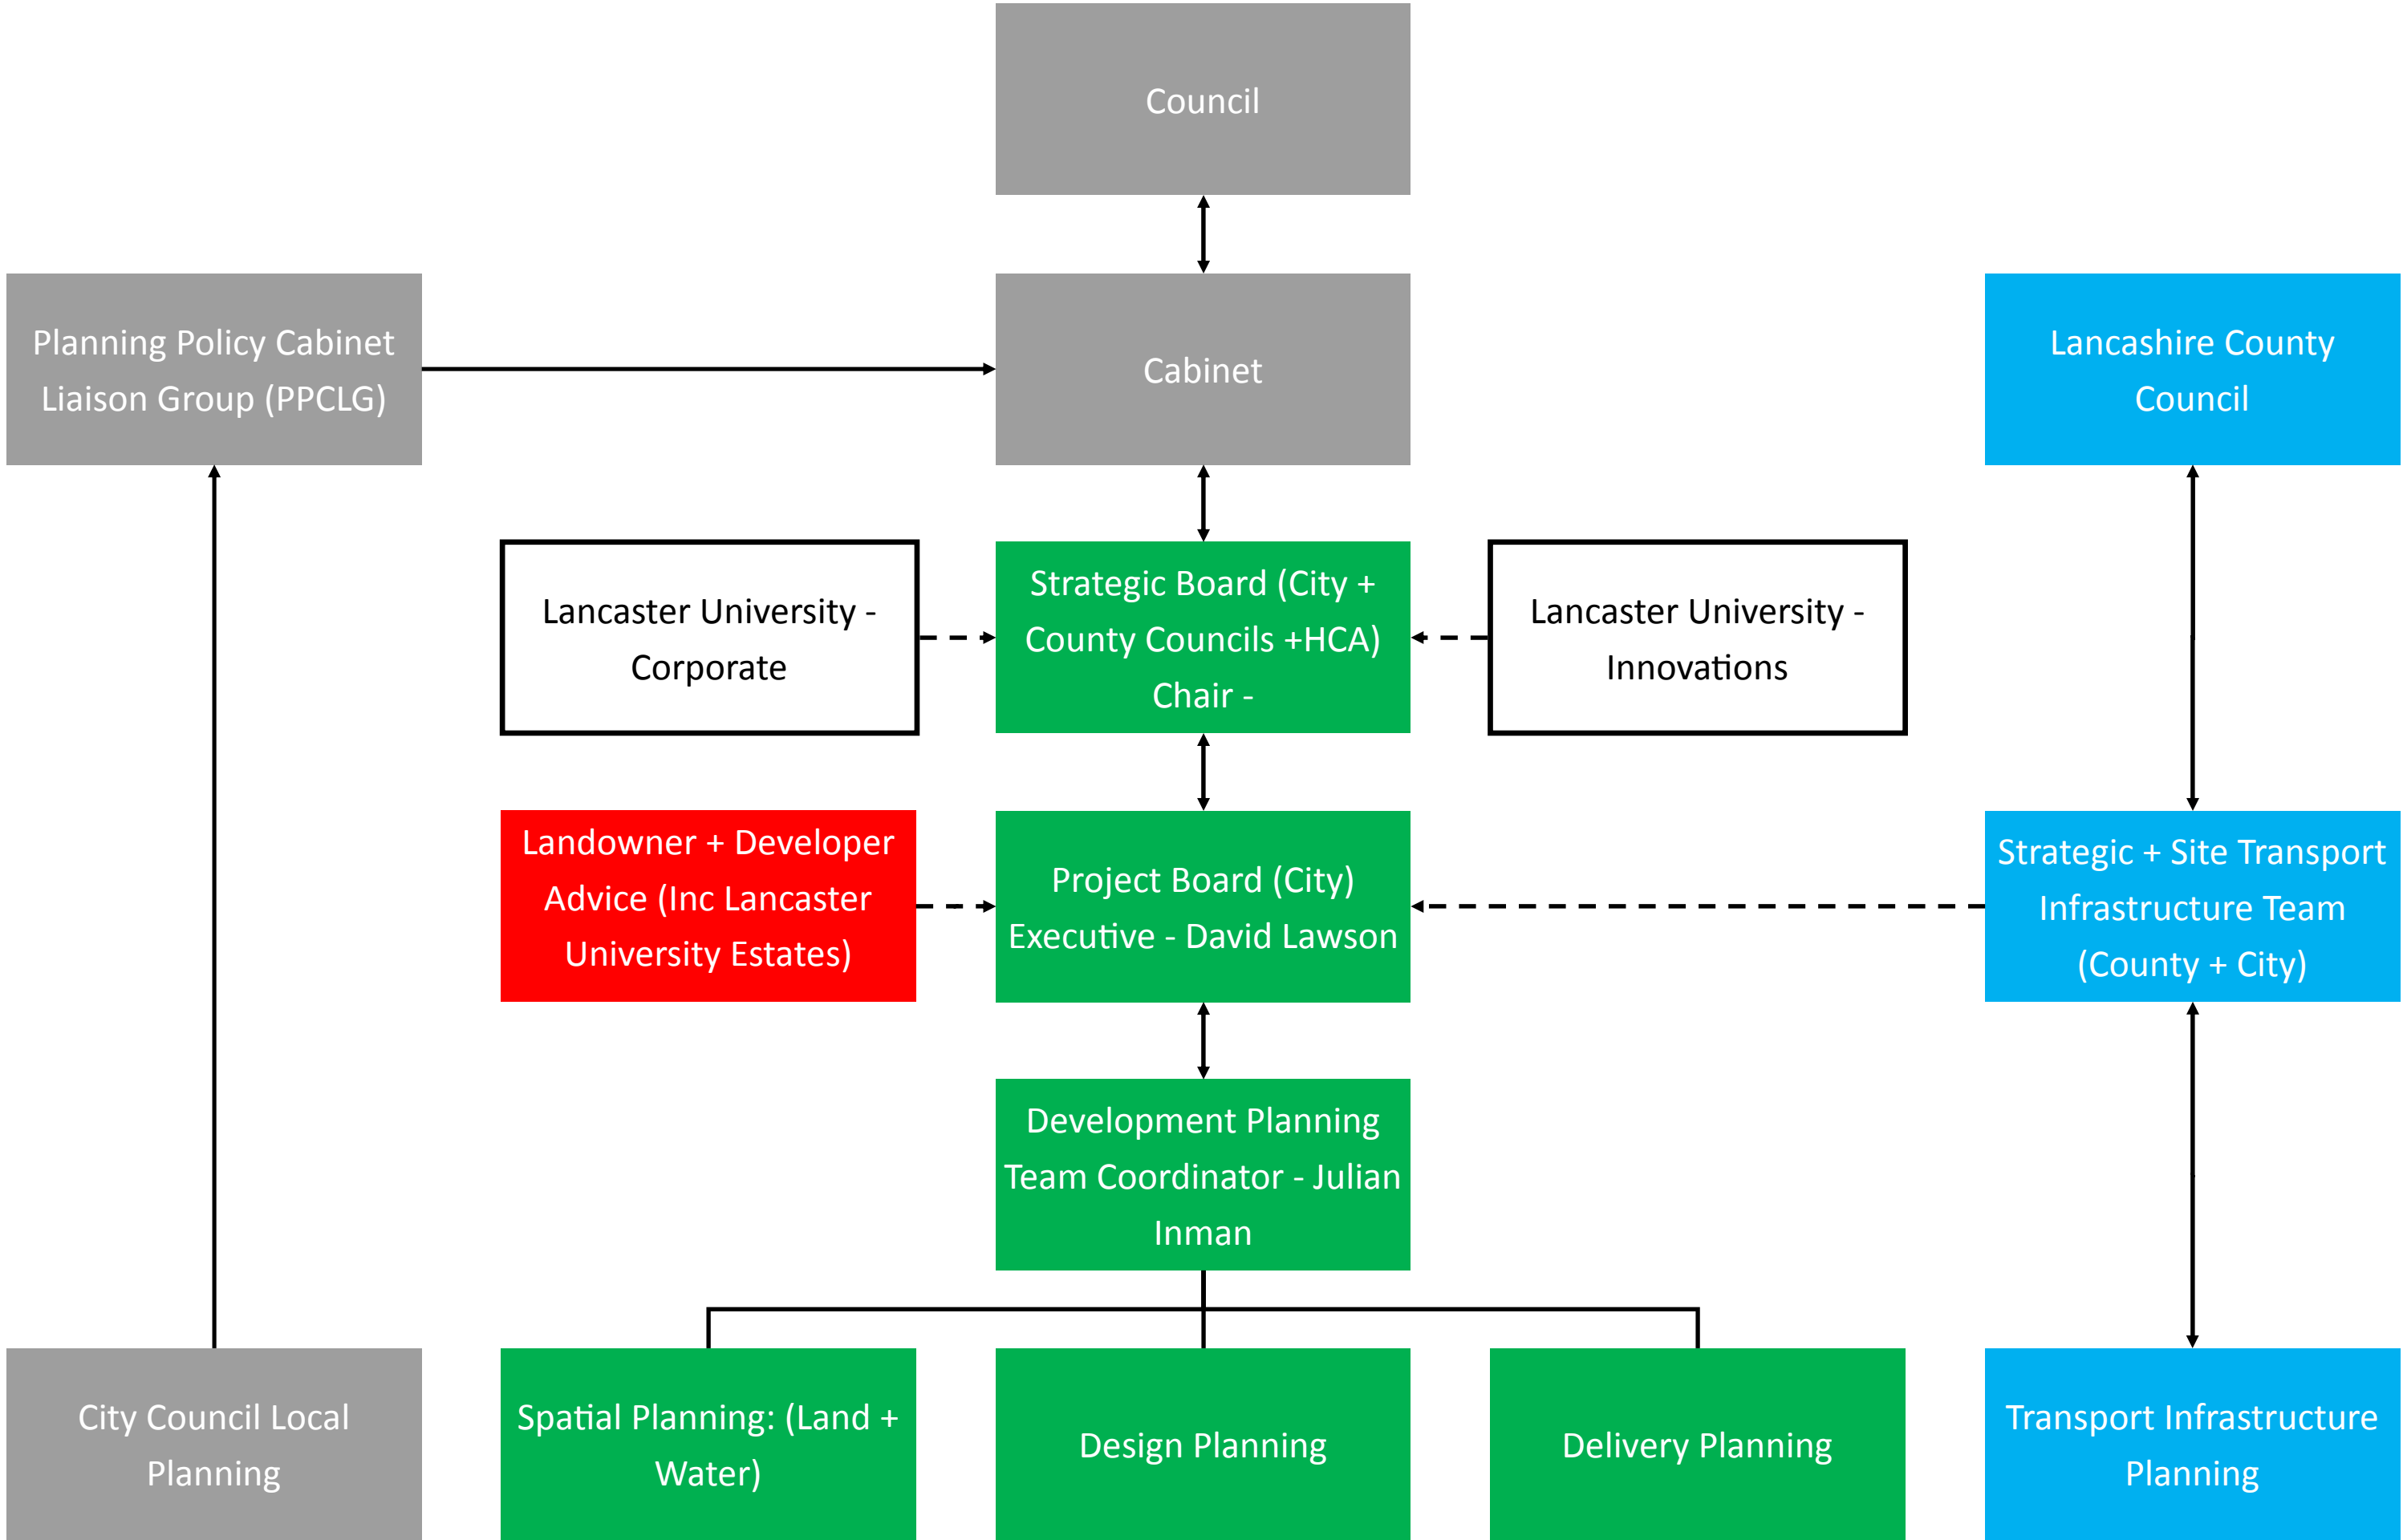 Council
Planning Policy Cabinet
Liaison Group (PPCLG)
Cabinet
Lancashire County
Council
Lancaster University -
Corporate
Strategic Board (City +
County Councils +HCA)
Chair -
Lancaster University -
Innovations
Landowner + Developer
Advice (Inc Lancaster
University Estates)
Project Board (City)
Executive - David Lawson
Strategic + Site Transport
Infrastructure Team
(County + City)
Development Planning
Team Coordinator - Julian
Inman
City Council Local
Planning
Spatial Planning: (Land +
Water)
Design Planning
Delivery Planning
Transport Infrastructure
Planning